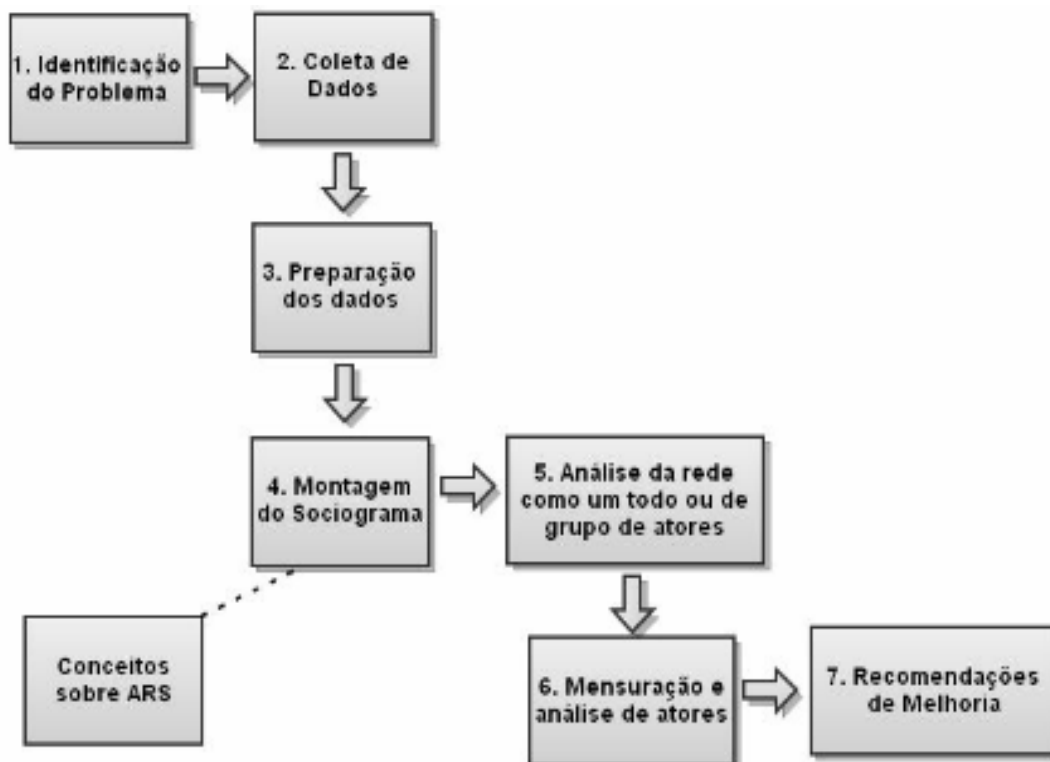 1. Identificação
do Problema
2. Coleta de
Dados
3. Preparação
dos dados
4. Montagem
do Sociograma
5. Análise da rede
como um todo ou de
grupo de atores
Conceitos
sobre ARS
6. Mensuração e
análise de atores
7. Recomendações
de Melhoria